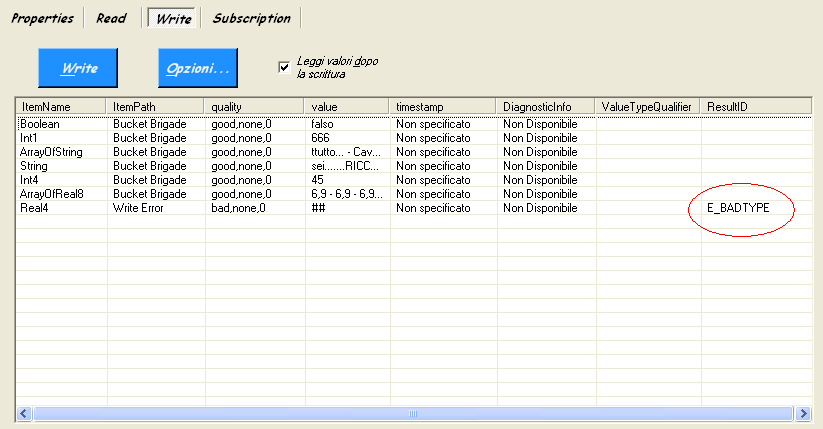 Properties Read Write Subscription
Write Opzioni... Leggi valori dopo
la scrittura
ItemName ItemPath quality value timestamp DiagnosticInfo ValueTypeQualifier ResultID
Boolean Bucket Brigade good,none,0 falso Non specificato Non Disponibile
Int1 Bucket Brigade good,none,0 666 Non specificato Non Disponibile
ArrayOfString Bucket Brigade good,none,0 ttutto... - Cav... Non specificato Non Disponibile
String Bucket Brigade good,none,0 sei.......RICC... Non specificato Non Disponibile
Int4 Bucket Brigade good,none,0 45 Non specificato Non Disponibile
ArrayOfReal8 Bucket Brigade good,none,0 6,9 - 6,9 - 6,9... Non specificato Non Disponibile
Real4 Write Error bad,none,0 ## Non specificato Non Disponibile E_BADTYPE